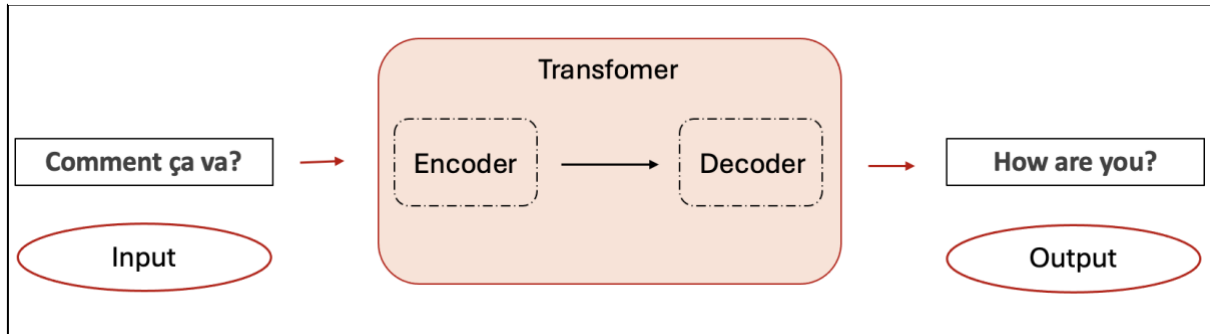 Transfomer
Comment ça va?
Encoder
Decoder
How are you?
Input
Output